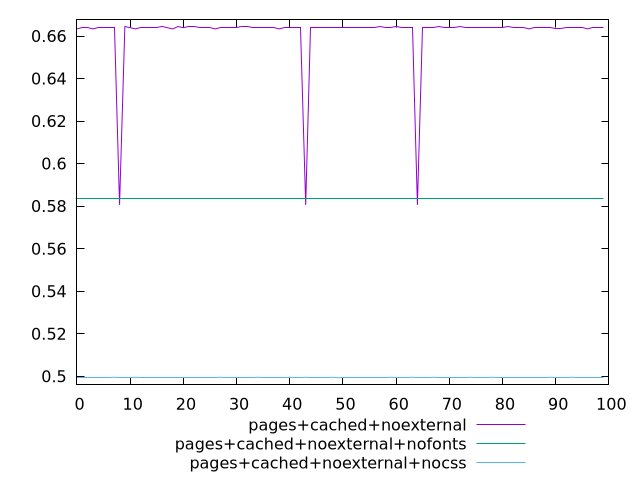 0.66
0.64
0.62
0.6
0.58
0.56
0.54
0.52
0.5
0 10 20 30 40 50 60 70 80 90 100
pages+cached+noexternal
pages+cached+noexternal+nofonts
pages+cached+noexternal+nocss